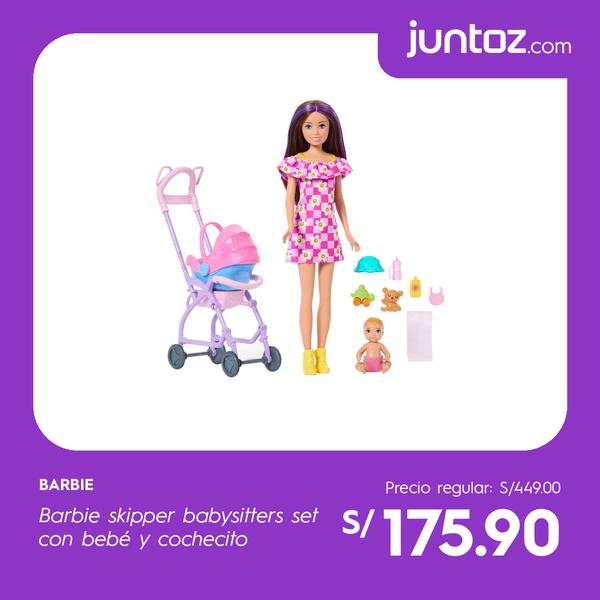 juntoz.com
BARBIE
Barbie skipper babysitters set
con bebé y cochecito
Precio regular: S/449.00
S/175.90